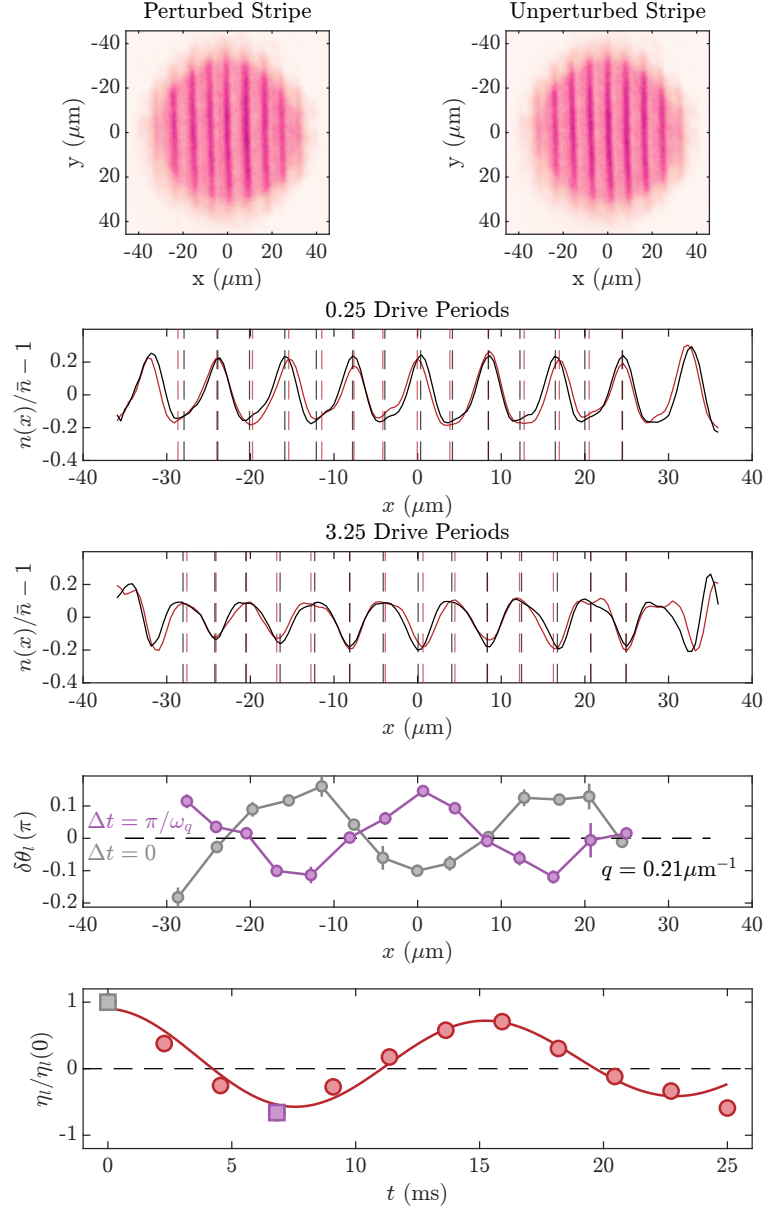 Perturbed Stripe
Unperturbed Stripe
-40
-20
0
20
40
y (μm)
-40 -20 0 20 40
x (μm)
-40
-20
0
20
40
y (μm)
-40 -20 0 20 40
x (μm)
0.25 Drive Periods
0.2
0
-0.2
-0.4
n(x)/n̄ − 1
-40 -30 -20 -10 0 10 20 30 40
x (μm)
3.25 Drive Periods
0.2
0
-0.2
-0.4
n(x)/n̄ − 1
-40 -30 -20 -10 0 10 20 30 40
x (μm)
0.1
0
-0.1
-0.2
δθ_l(π)
Δt = π/ω_q
Δt = 0
q = 0.21μm⁻¹
-40 -30 -20 -10 0 10 20 30 40
x (μm)
1
0
-1
η_l/η_l(0)
0 5 10 15 20 25
t (ms)